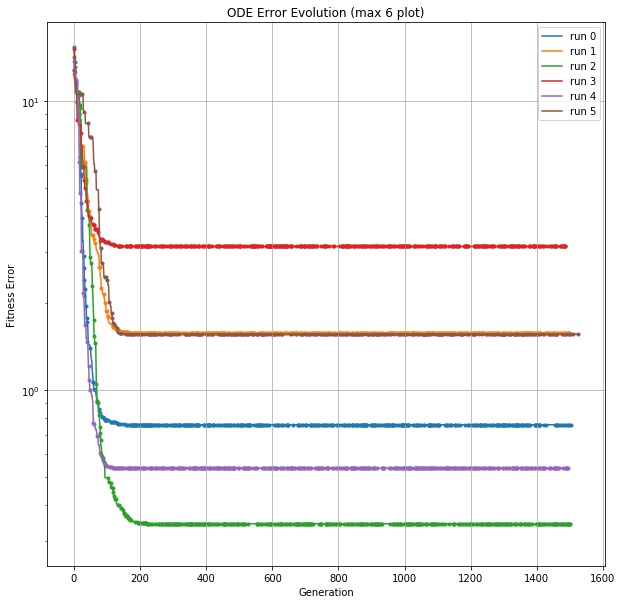 ODE Error Evolution (max 6 plot)
run 0
run 1
run 2
run 3
run 4
run 5
10¹
10⁰
Fitness Error
0 200 400 600 800 1000 1200 1400 1600
Generation